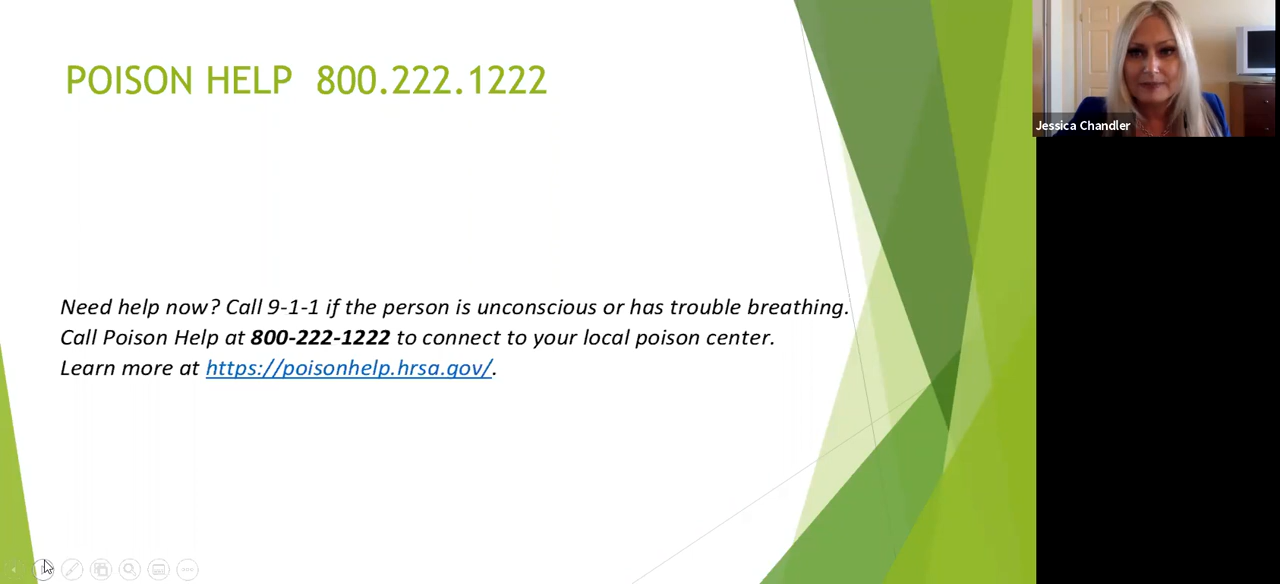 POISON HELP 800.222.1222
Jessica Chandler
Need help now? Call 9-1-1 if the person is unconscious or has trouble breathing.
Call Poison Help at 800-222-1222 to connect to your local poison center.
Learn more at https://poisonhelp.hrsa.gov/.